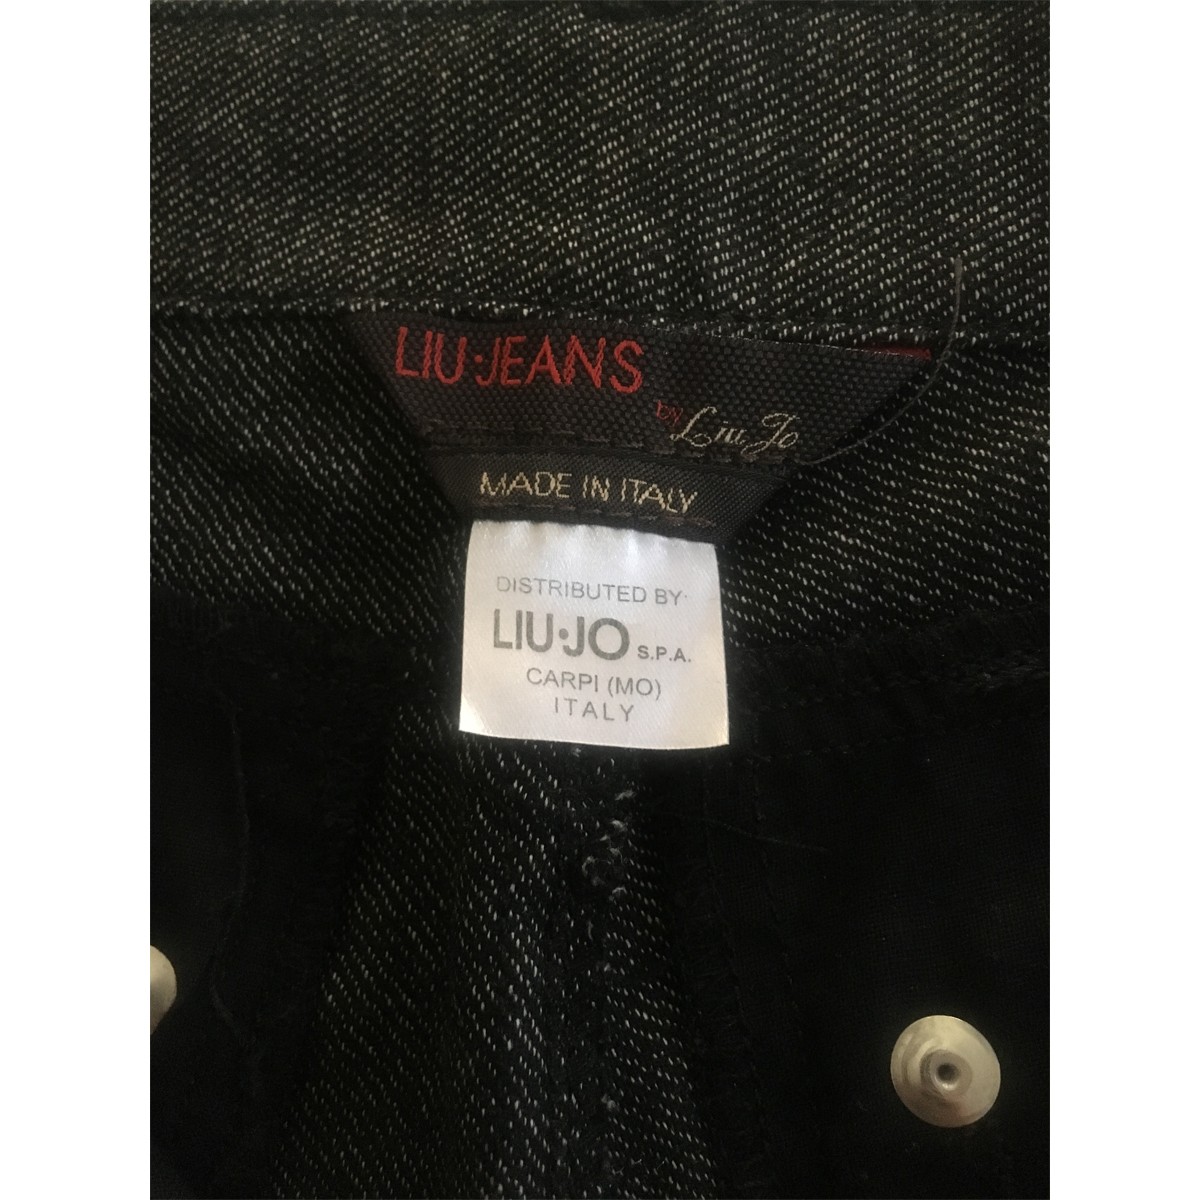 LIU·JEANS
BY Liu Jo
MADE IN ITALY
DISTRIBUTED BY:
LIU·JO S.P.A.
CARPI (MO)
ITALY